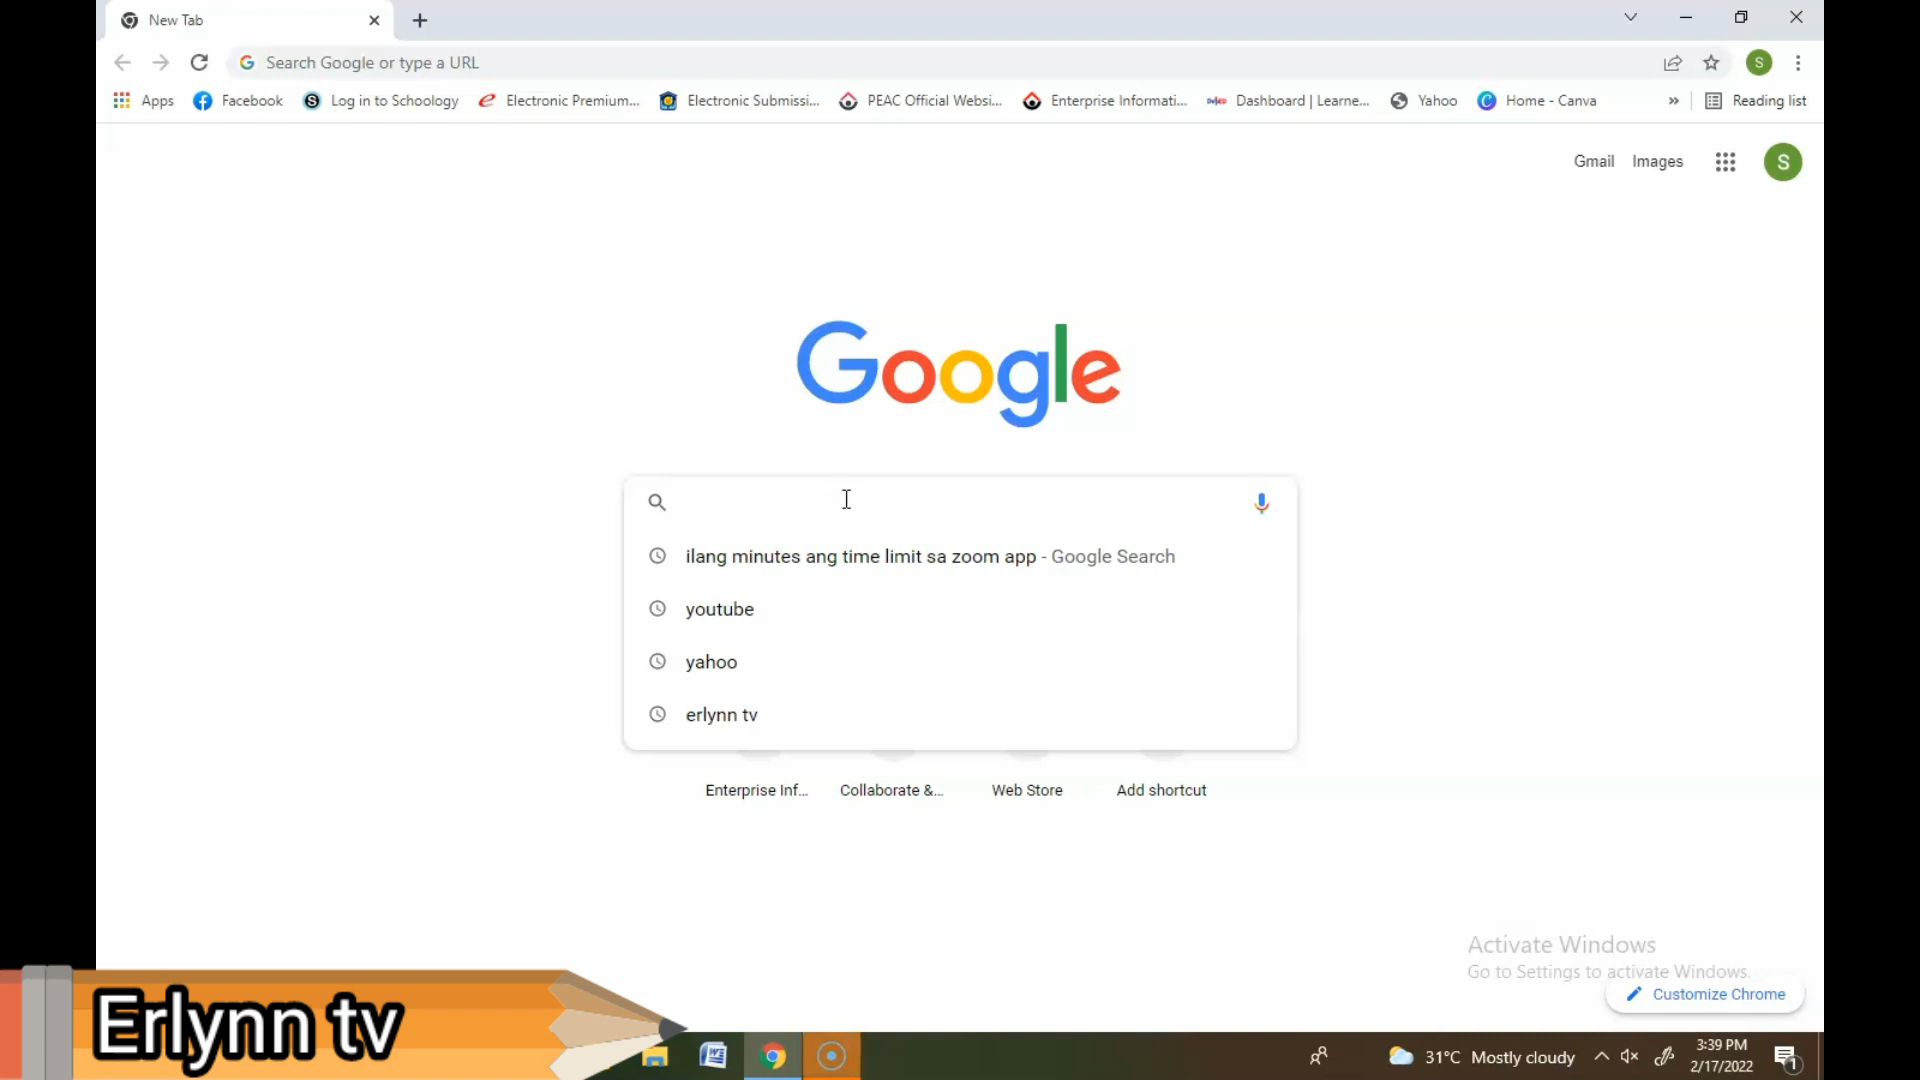 New Tab
Search Google or type a URL
S
Apps
Facebook
Log in to Schoology
Electronic Premium...
Electronic Submissi...
PEAC Official Websi...
Enterprise Informati...
Dashboard | Learne...
Yahoo
Home - Canva
»
Reading list
Gmail
Images
S
Google
ilang minutes ang time limit sa zoom app - Google Search
youtube
yahoo
erlynn tv
Enterprise Inf...
Collaborate &...
Web Store
Add shortcut
Activate Windows
Go to Settings to activate Windows.
Customize Chrome
Erlynn tv
31°C Mostly cloudy
3:39 PM
2/17/2022
1